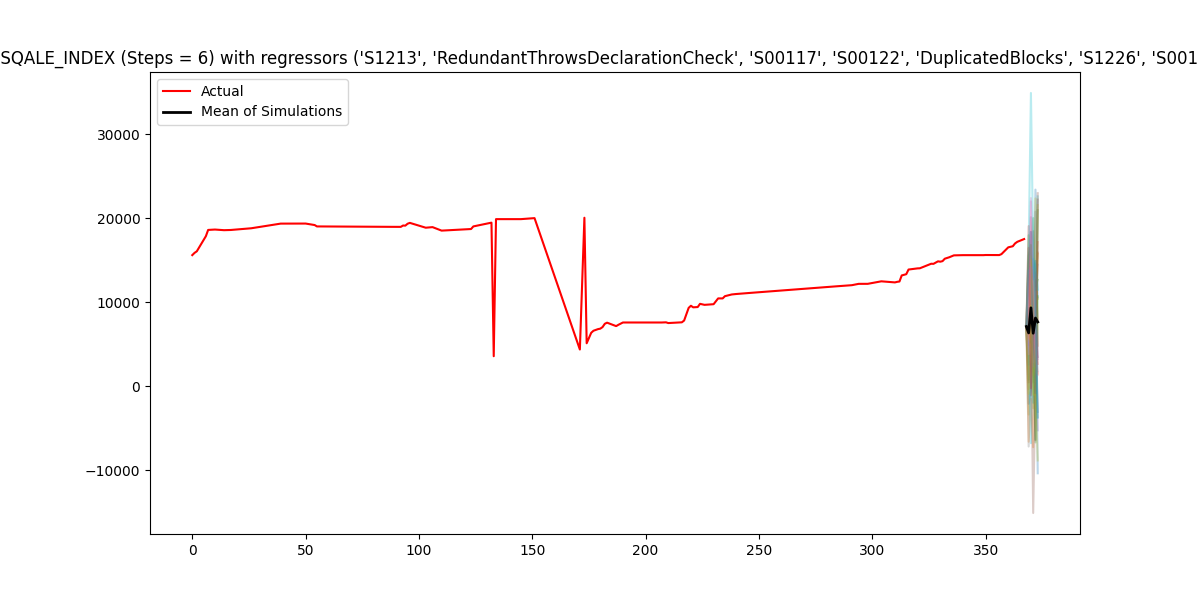 SQALE_INDEX (Steps = 6) with regressors ('S1213', 'RedundantThrowsDeclarationCheck', 'S00117', 'S00122', 'DuplicatedBlocks', 'S1226', 'S001
Actual
Mean of Simulations
30000
20000
10000
0
−10000
0 50 100 150 200 250 300 350